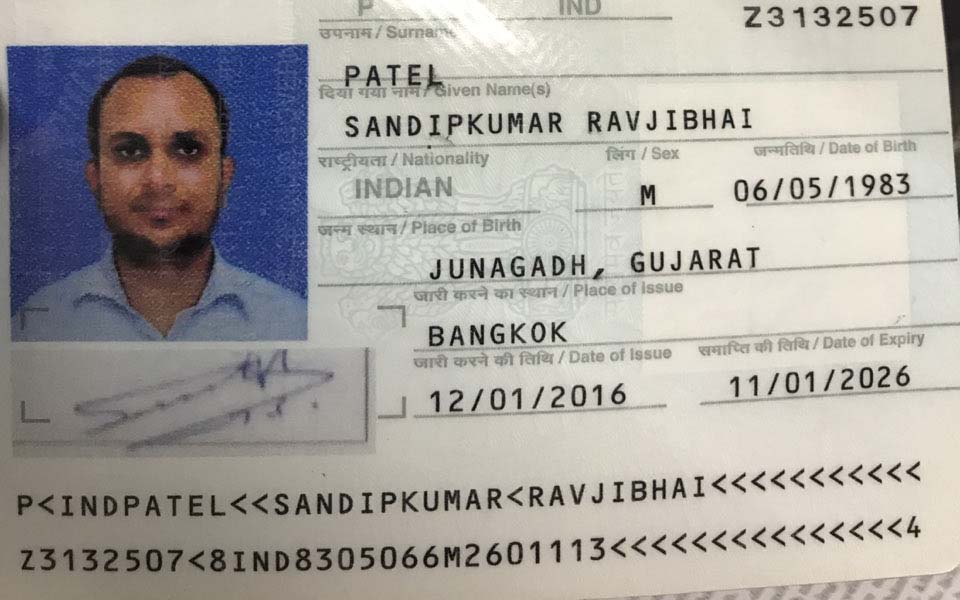 P IND Z3132507
उपनाम / Surname
PATEL
दिया गया नाम / Given Name(s)
SANDIPKUMAR RAVJIBHAI
राष्ट्रीयता / Nationality लिंग / Sex जन्मतिथि / Date of Birth
INDIAN M 06/05/1983
जन्म स्थान / Place of Birth
JUNAGADH, GUJARAT
जारी करने का स्थान / Place of Issue
BANGKOK
जारी करने की तिथि / Date of Issue समाप्ति की तिथि / Date of Expiry
12/01/2016 11/01/2026
P<INDPATEL<<SANDIPKUMAR<RAVJIBHAI<<<<<<<<<<<
Z3132507<8IND8305066M2601113<<<<<<<<<<<<<<<4